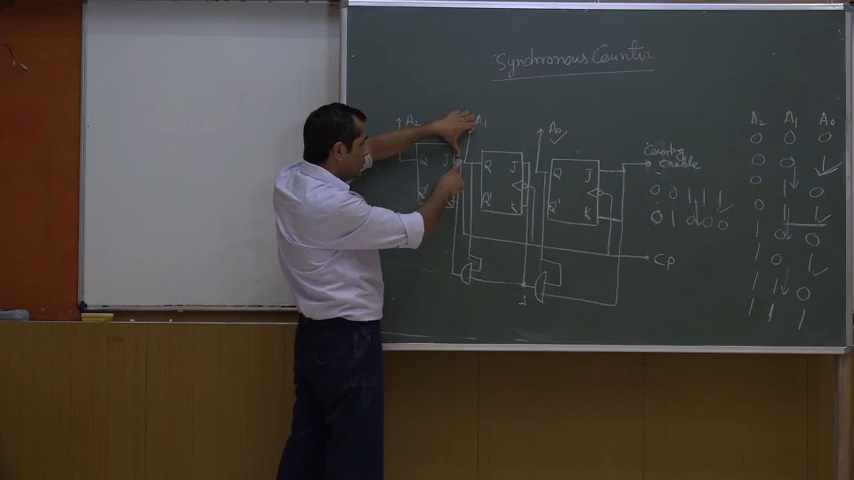 Synchronous Counter
A2 A1 A0
Q J Q J Q J
Q' Q' K Q' K
Counting
Enable
0 0 1 1 1
0 1 0 0 0
Cp
1
A2 A1 A0
0 0 0
0 0 1
0 1 0
0 1 1
1 0 0
1 0 1
1 1 0
1 1 1